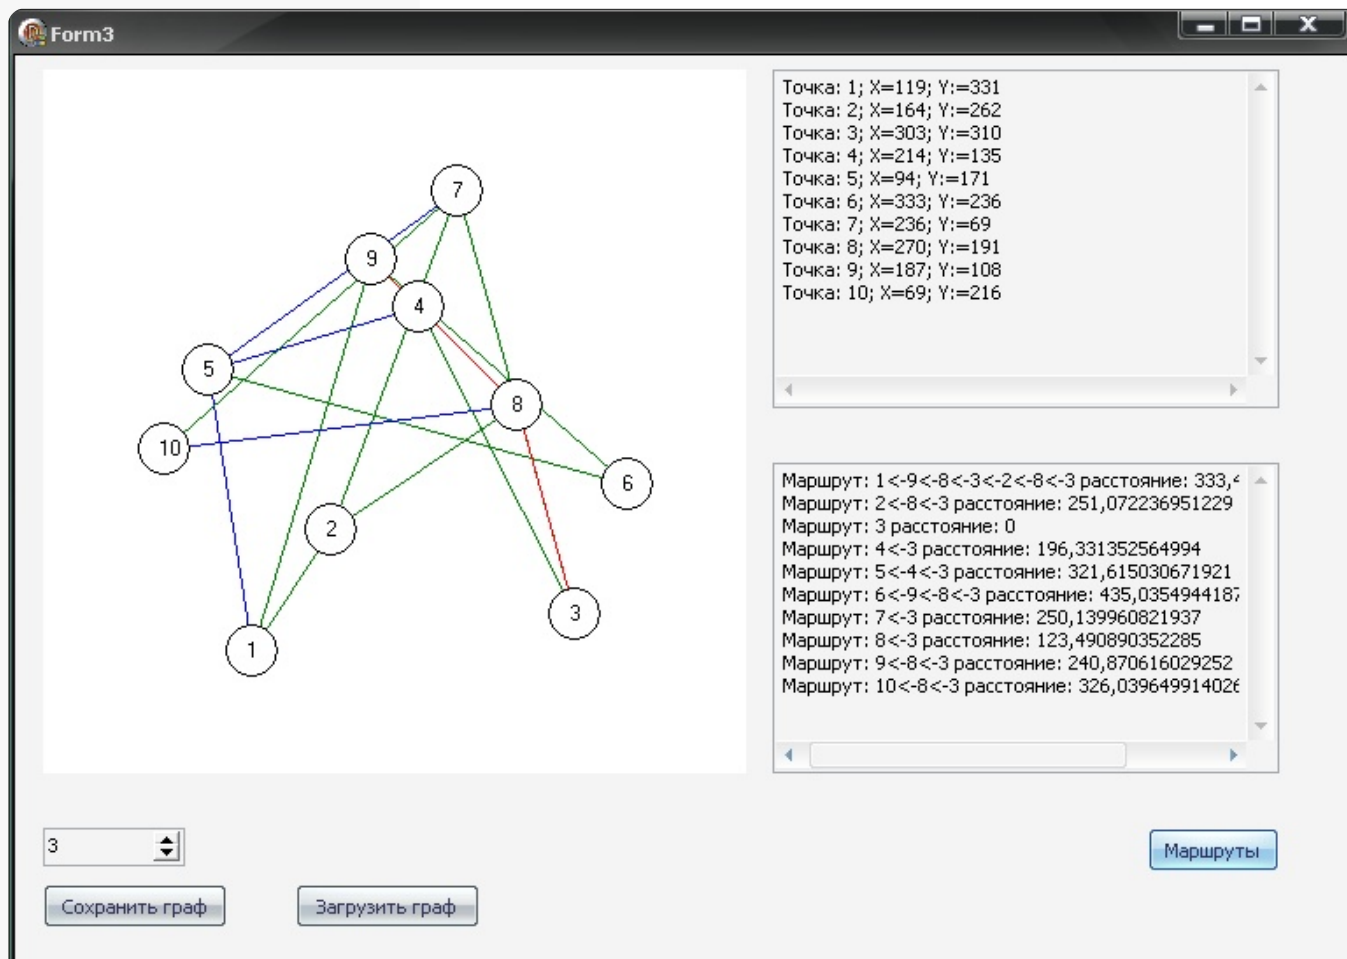 Form3
7
9
4
5
8
10
6
2
3
1
Точка: 1; X=119; Y:=331
Точка: 2; X=164; Y:=262
Точка: 3; X=303; Y:=310
Точка: 4; X=214; Y:=135
Точка: 5; X=94; Y:=171
Точка: 6; X=333; Y:=236
Точка: 7; X=236; Y:=69
Точка: 8; X=270; Y:=191
Точка: 9; X=187; Y:=108
Точка: 10; X=69; Y:=216
Маршрут: 1<-9<-8<-3<-2<-8<-3 расстояние: 333,4
Маршрут: 2<-8<-3 расстояние: 251,072236951229
Маршрут: 3 расстояние: 0
Маршрут: 4<-3 расстояние: 196,331352564994
Маршрут: 5<-4<-3 расстояние: 321,615030671921
Маршрут: 6<-9<-8<-3 расстояние: 435,0354944187
Маршрут: 7<-3 расстояние: 250,139960821937
Маршрут: 8<-3 расстояние: 123,490890352285
Маршрут: 9<-8<-3 расстояние: 240,870616029252
Маршрут: 10<-8<-3 расстояние: 326,039649914026
3
Маршруты
Сохранить граф
Загрузить граф